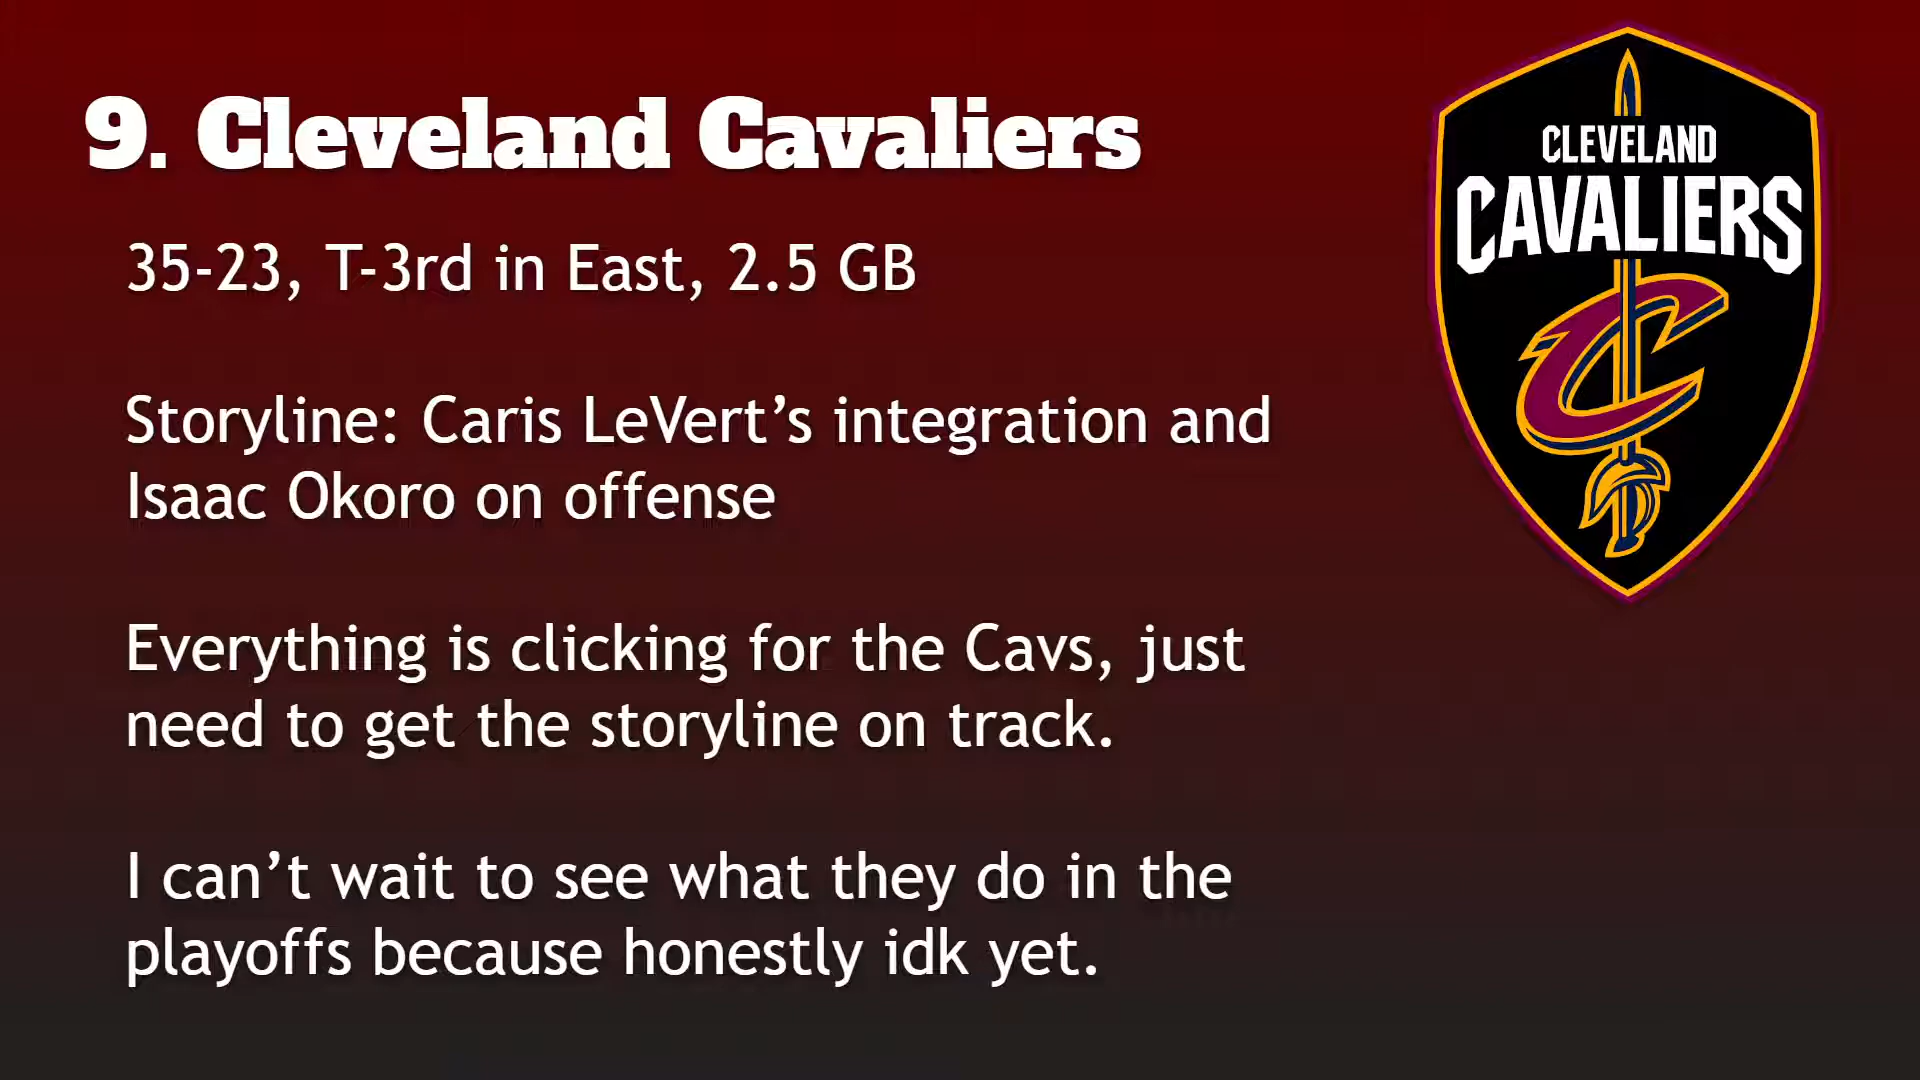 9. Cleveland Cavaliers
35-23, T-3rd in East, 2.5 GB
Storyline: Caris LeVert’s integration and
Isaac Okoro on offense
Everything is clicking for the Cavs, just
need to get the storyline on track.
I can’t wait to see what they do in the
playoffs because honestly idk yet.
CLEVELAND
CAVALIERS
C